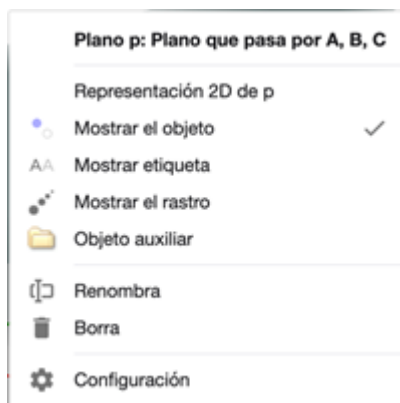 Plano p: Plano que pasa por A, B, C
Representación 2D de p
Mostrar el objeto
AA Mostrar etiqueta
Mostrar el rastro
Objeto auxiliar
Renombra
Borra
Configuración